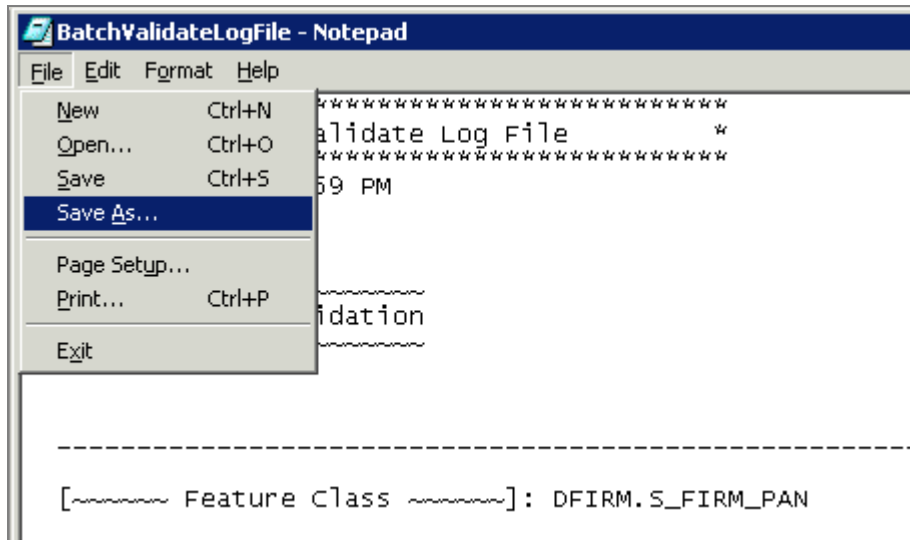 BatchValidateLogFile - Notepad
File Edit Format Help
New Ctrl+N
Open... Ctrl+O
Save Ctrl+S
Save As...
Page Setup...
Print... Ctrl+P
Exit
**************************
alidate Log File *
**************************
59 PM
~~~~~~~
idation
~~~~~~~
------------------------------------------------------
[~~~~~~ Feature Class ~~~~~~]: DFIRM.S_FIRM_PAN